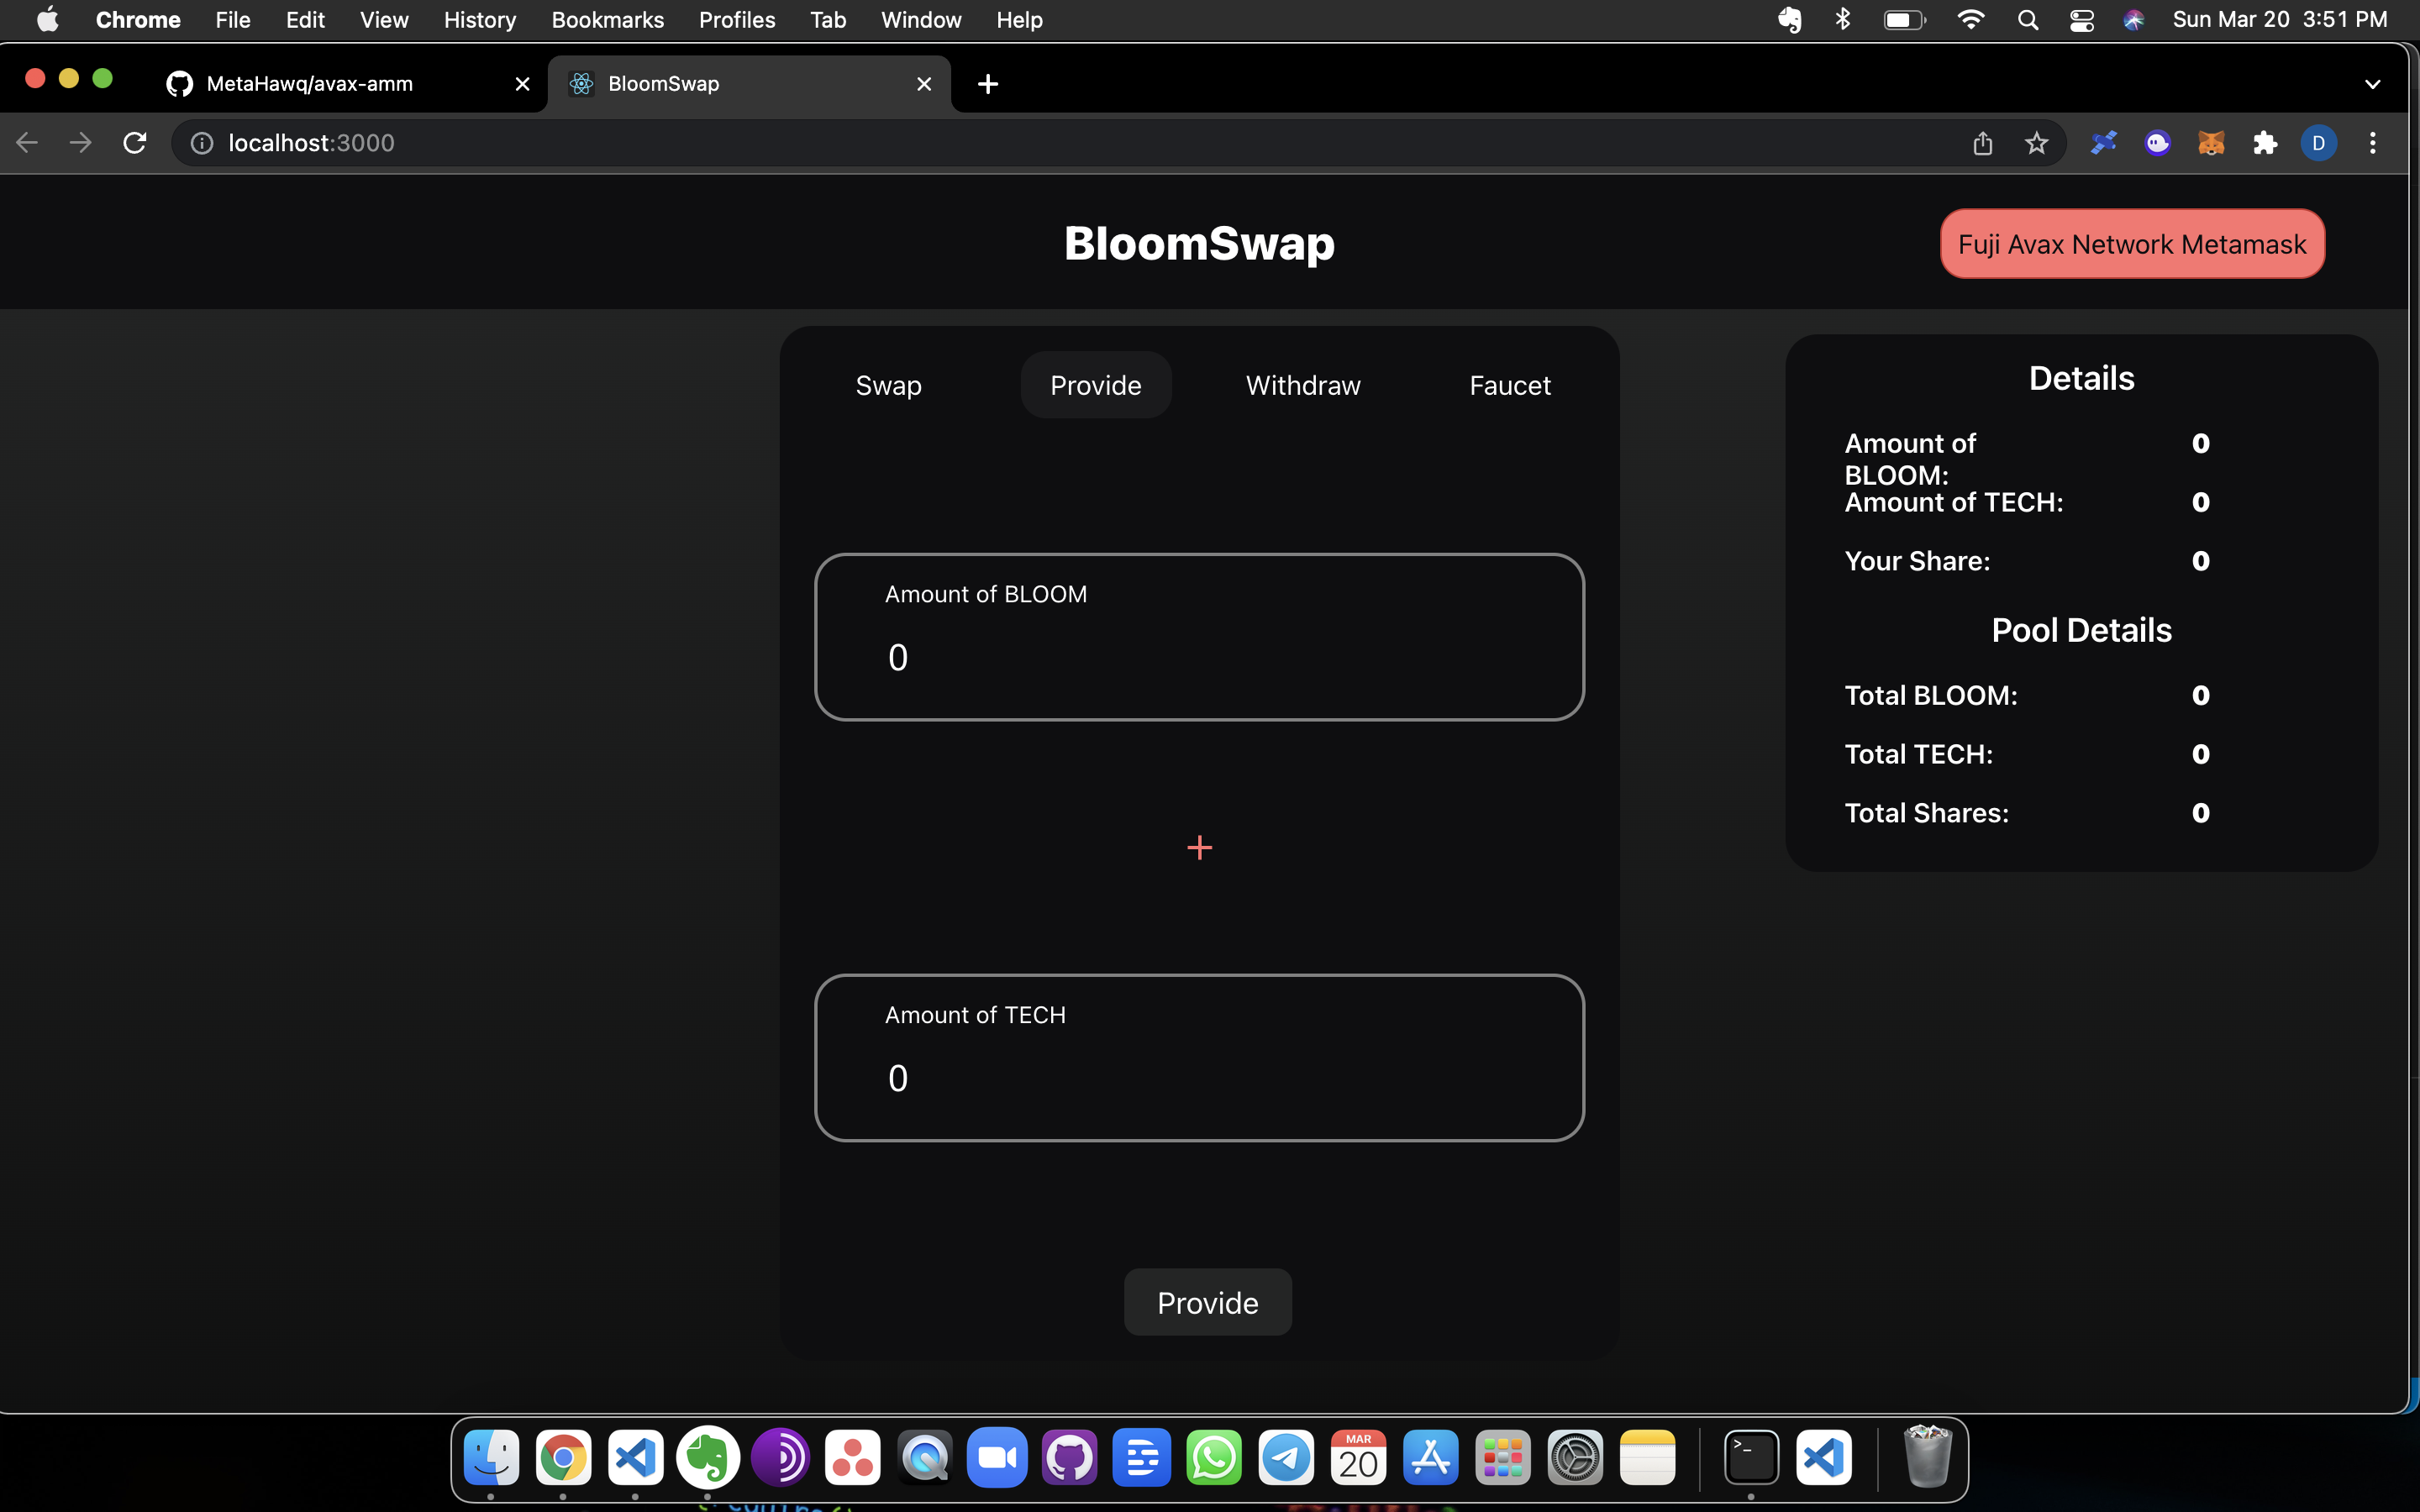 Chrome File Edit View History Bookmarks Profiles Tab Window Help Sun Mar 20 3:51 PM
MetaHawq/avax-amm BloomSwap
localhost:3000 D
BloomSwap
Fuji Avax Network Metamask
Swap Provide Withdraw Faucet
Amount of BLOOM
0
+
Amount of TECH
0
Provide
Details
Amount of BLOOM: 0
Amount of TECH: 0
Your Share: 0
Pool Details
Total BLOOM: 0
Total TECH: 0
Total Shares: 0
MAR
20
>_